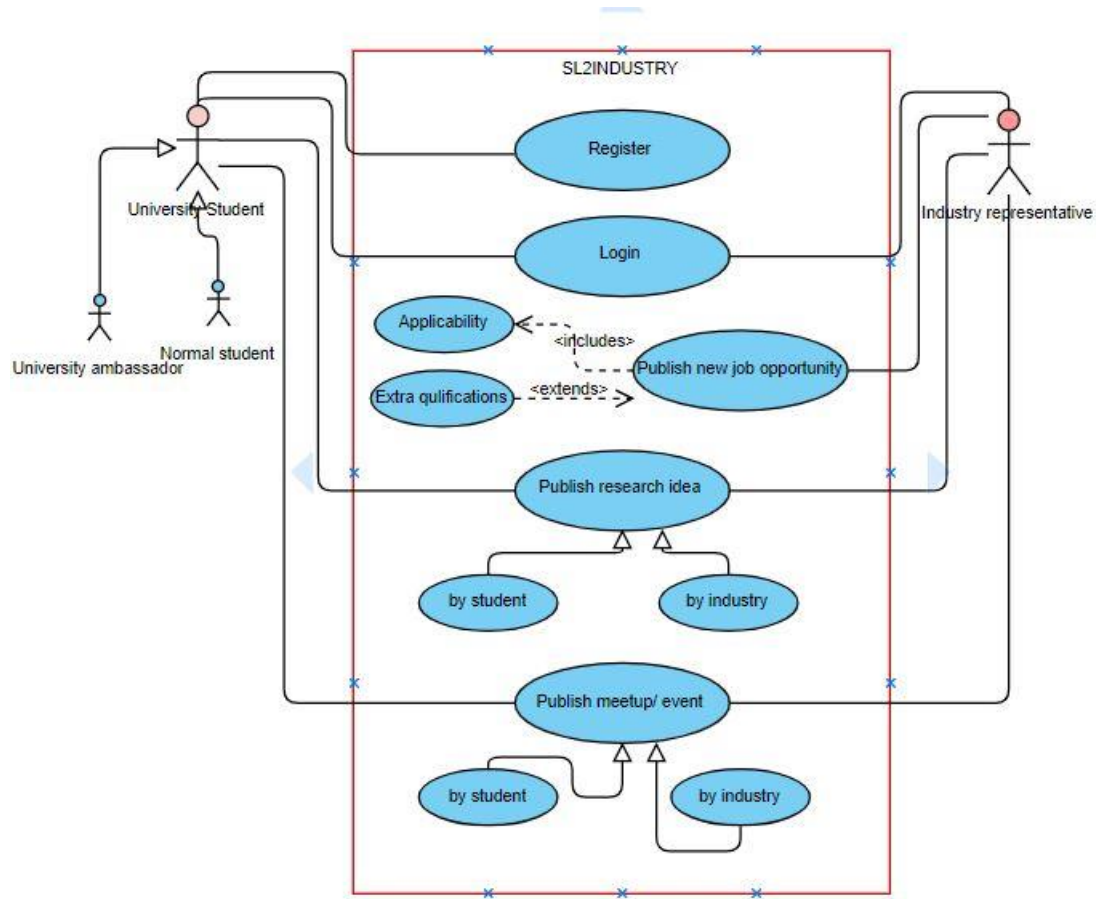 SL2INDUSTRY
Register
University Student
Industry representative
Login
Applicability
<includes>
Normal student
University ambassador
Publish new job opportunity
Extra qulifications
<extends>
Publish research idea
by student
by industry
Publish meetup/ event
by student
by industry